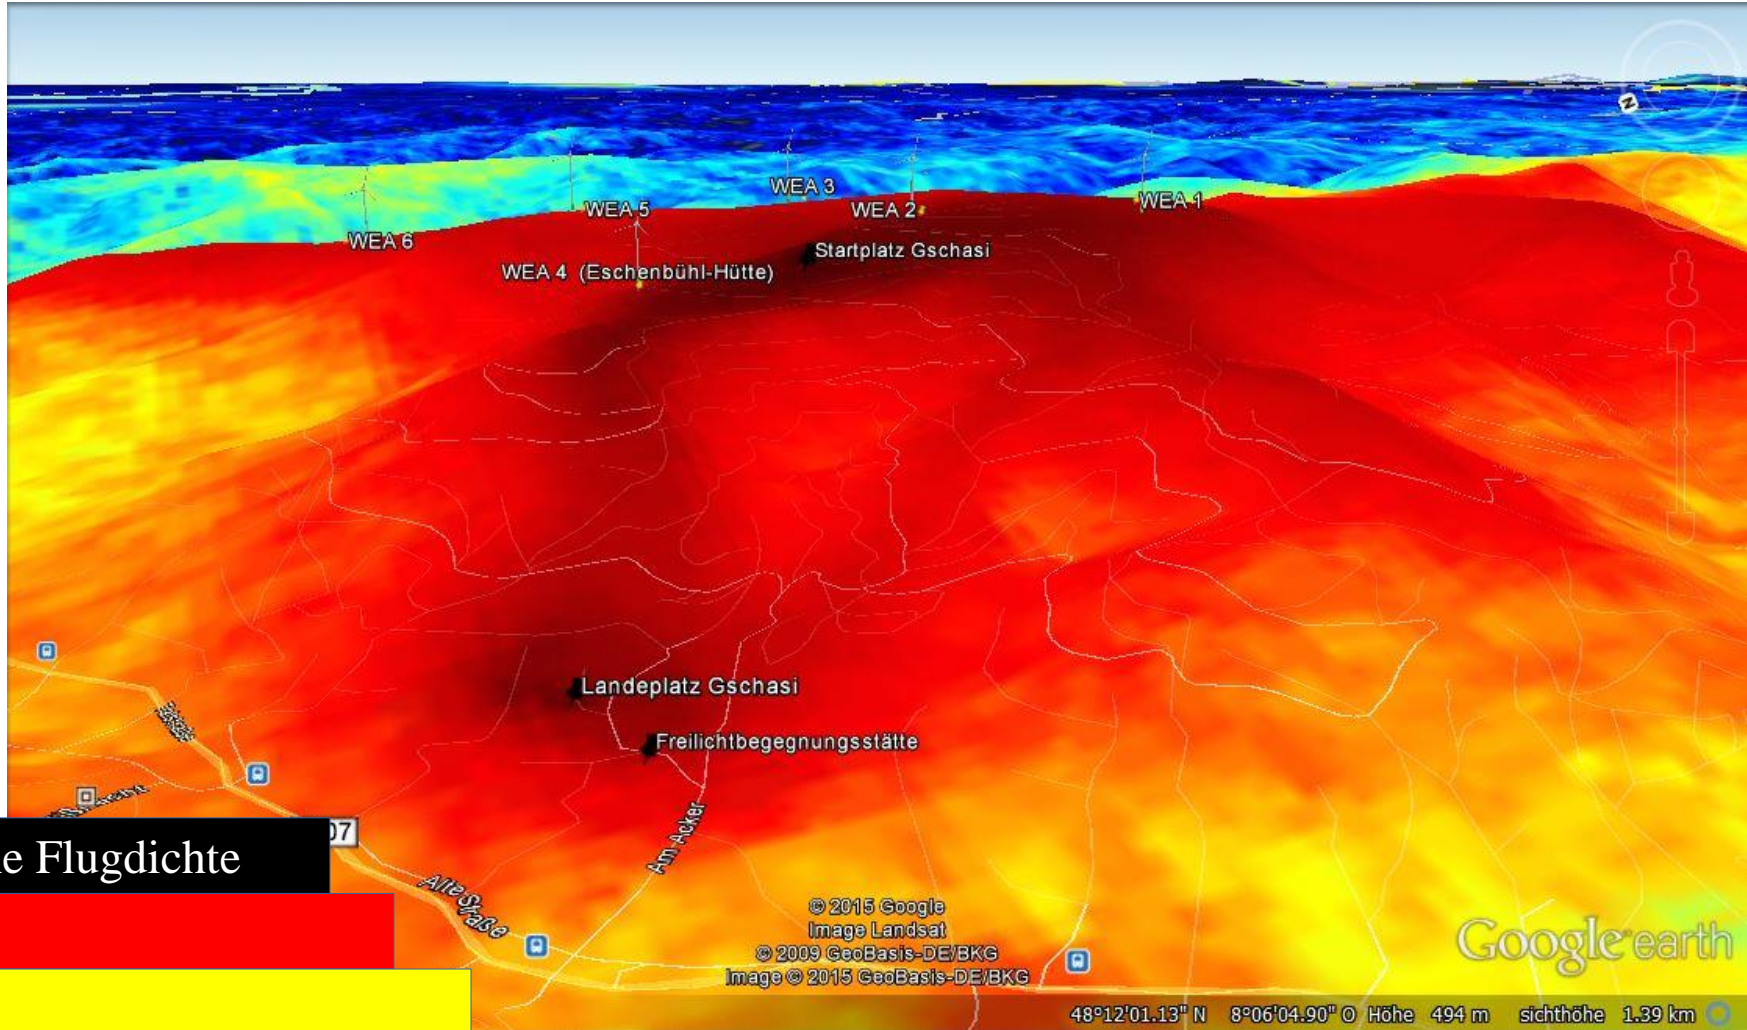 WEA 3
WEA 5
WEA 2
WEA 1
WEA 6
Startplatz Gschasi
WEA 4 (Eschenbühl-Hütte)
Landeplatz Gschasi
Freilichtbegegnungsstätte
Am Acker
Flugdichte
Alte Straße
© 2015 Google
Image Landsat
© 2009 GeoBasis-DE/BKG
Image © 2015 GeoBasis-DE/BKG
Google earth
48°12'01.13" N 8°06'04.90" O Höhe 494 m sichthöhe 1.39 km